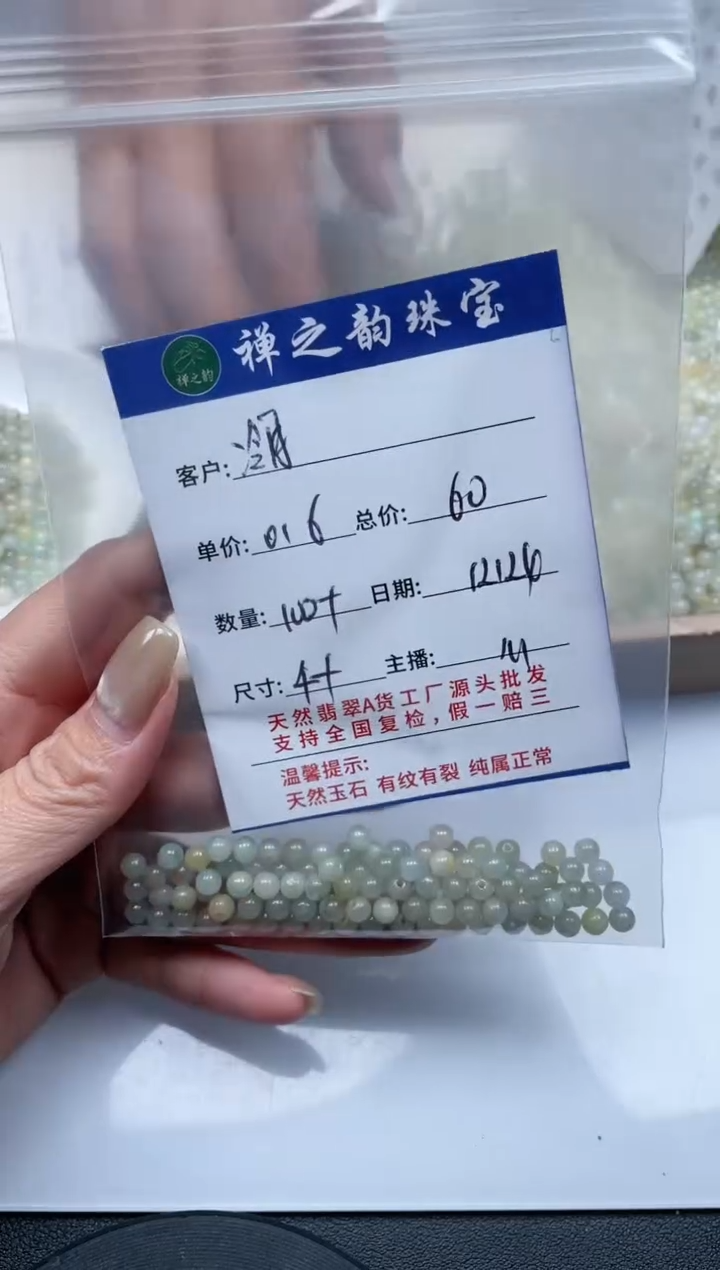 禅之韵珠宝
禅之韵
客户:
单价: 0.6 总价: 60
数量: 100+ 日期: 12.24
尺寸: 4+ 主播:
天然翡翠A货工厂源头批发
支持全国复检,假一赔三
温馨提示:
天然玉石 有纹有裂 纯属正常